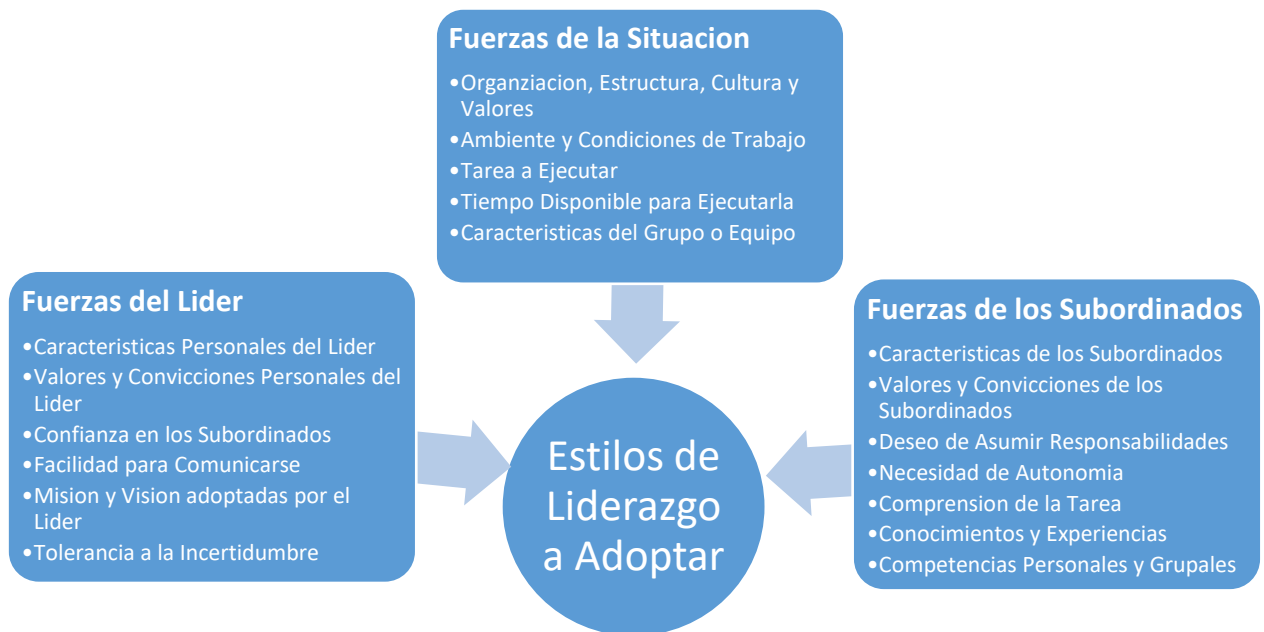 Fuerzas de la Situacion
•Organziacion, Estructura, Cultura y
Valores
•Ambiente y Condiciones de Trabajo
•Tarea a Ejecutar
•Tiempo Disponible para Ejecutarla
•Caracteristicas del Grupo o Equipo
Fuerzas del Lider
•Caracteristicas Personales del Lider
•Valores y Convicciones Personales del
Lider
•Confianza en los Subordinados
•Facilidad para Comunicarse
•Mision y Vision adoptadas por el
Lider
•Tolerancia a la Incertidumbre
Estilos de
Liderazgo
a Adoptar
Fuerzas de los Subordinados
•Caracteristicas de los Subordinados
•Valores y Convicciones de los
Subordinados
•Deseo de Asumir Responsabilidades
•Necesidad de Autonomia
•Comprension de la Tarea
•Conocimientos y Experiencias
•Competencias Personales y Grupales